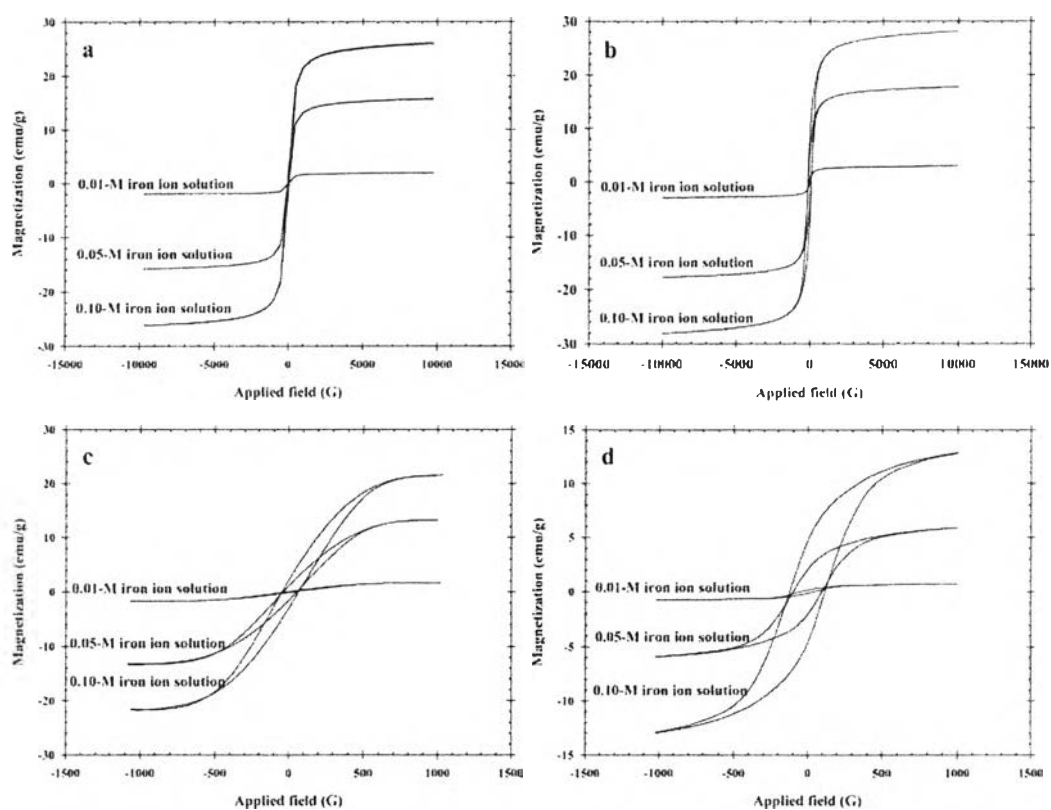 a
Magnetization (emu/g)
30
20
10
0
-10
-20
-30
0.01-M iron ion solution
0.05-M iron ion solution
0.10-M iron ion solution
-15000 -10000 -5000 0 5000 10000 15000
Applied field (G)
b
Magnetization (emu/g)
30
20
10
0
-10
-20
-30
0.01-M iron ion solution
0.05-M iron ion solution
0.10-M iron ion solution
-15000 -10000 -5000 0 5000 10000 15000
Applied field (G)
c
Magnetization (emu/g)
30
20
10
0
-10
-20
-30
0.01-M iron ion solution
0.05-M iron ion solution
0.10-M iron ion solution
-1500 -1000 -500 0 500 1000 1500
Applied field (G)
d
Magnetization (emu/g)
15
10
5
0
-5
-10
-15
0.01-M iron ion solution
0.05-M iron ion solution
0.10-M iron ion solution
-1500 -1000 -500 0 500 1000 1500
Applied field (G)